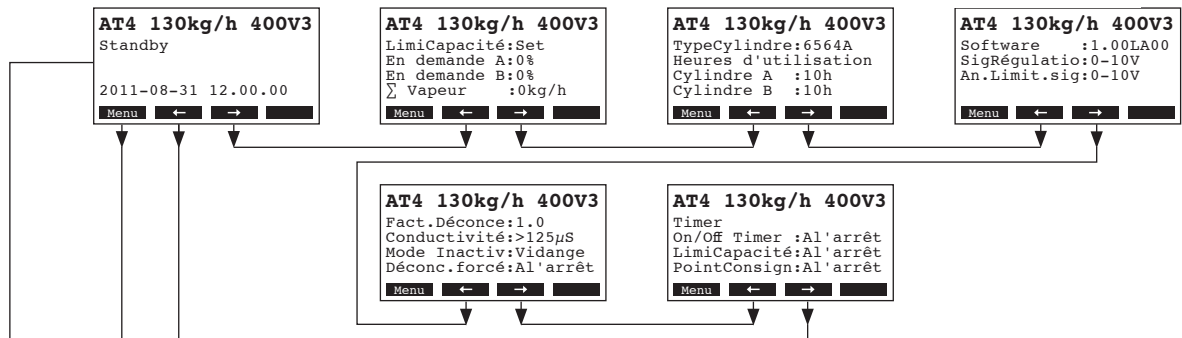 AT4 130kg/h 400V3
Standby
2011-08-31 12.00.00
Menu ← →
AT4 130kg/h 400V3
LimiCapacité:Set
En demande A:0%
En demande B:0%
∑ Vapeur :0kg/h
Menu ← →
AT4 130kg/h 400V3
TypeCylindre:6564A
Heures d'utilisation
Cylindre A :10h
Cylindre B :10h
Menu ← →
AT4 130kg/h 400V3
Software :1.00LA00
SigRégulatio:0-10V
An.Limit.sig:0-10V
Menu ← →
AT4 130kg/h 400V3
Fact.Déconce:1.0
Conductivité:>125µS
Mode Inactiv:Vidange
Déconc.forcé:Al'arrêt
Menu ← →
AT4 130kg/h 400V3
Timer
On/Off Timer :Al'arrêt
LimiCapacité:Al'arrêt
PointConsign:Al'arrêt
Menu ← →